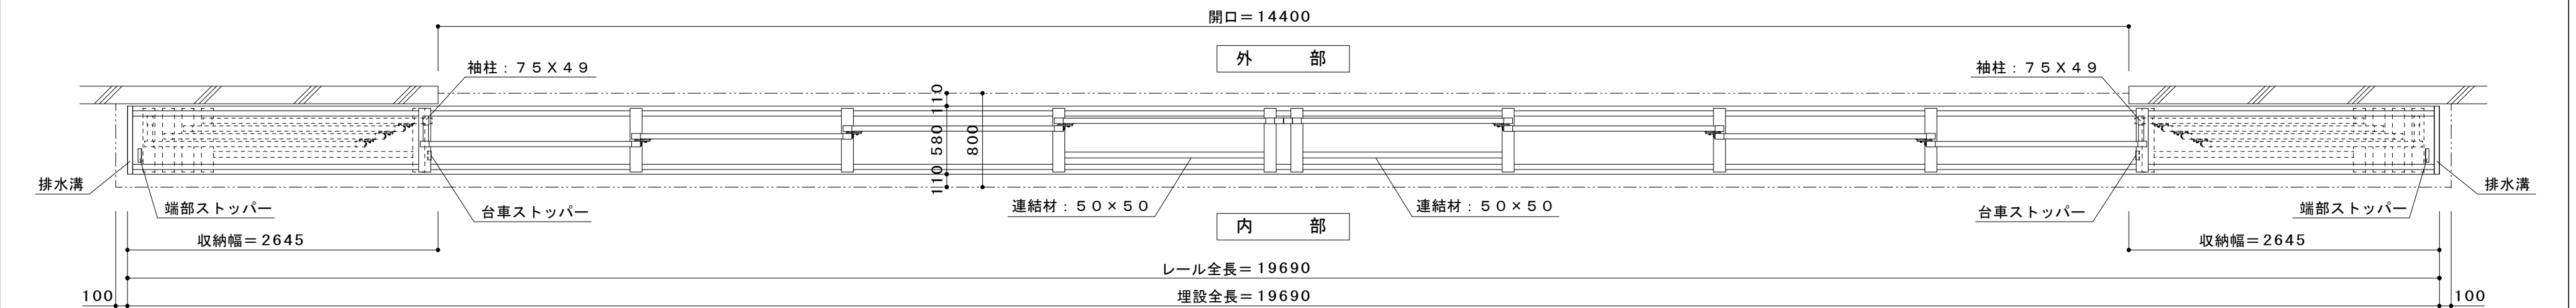 開口=14400
外　　部
袖柱：７５Ｘ４９
袖柱：７５Ｘ４９
110
580
800
110
排水溝
端部ストッパー
台車ストッパー
連結材：５０×５０
連結材：５０×５０
台車ストッパー
端部ストッパー
排水溝
内　　部
収納幅=2645
収納幅=2645
レール全長=19690
100
埋設全長=19690
100